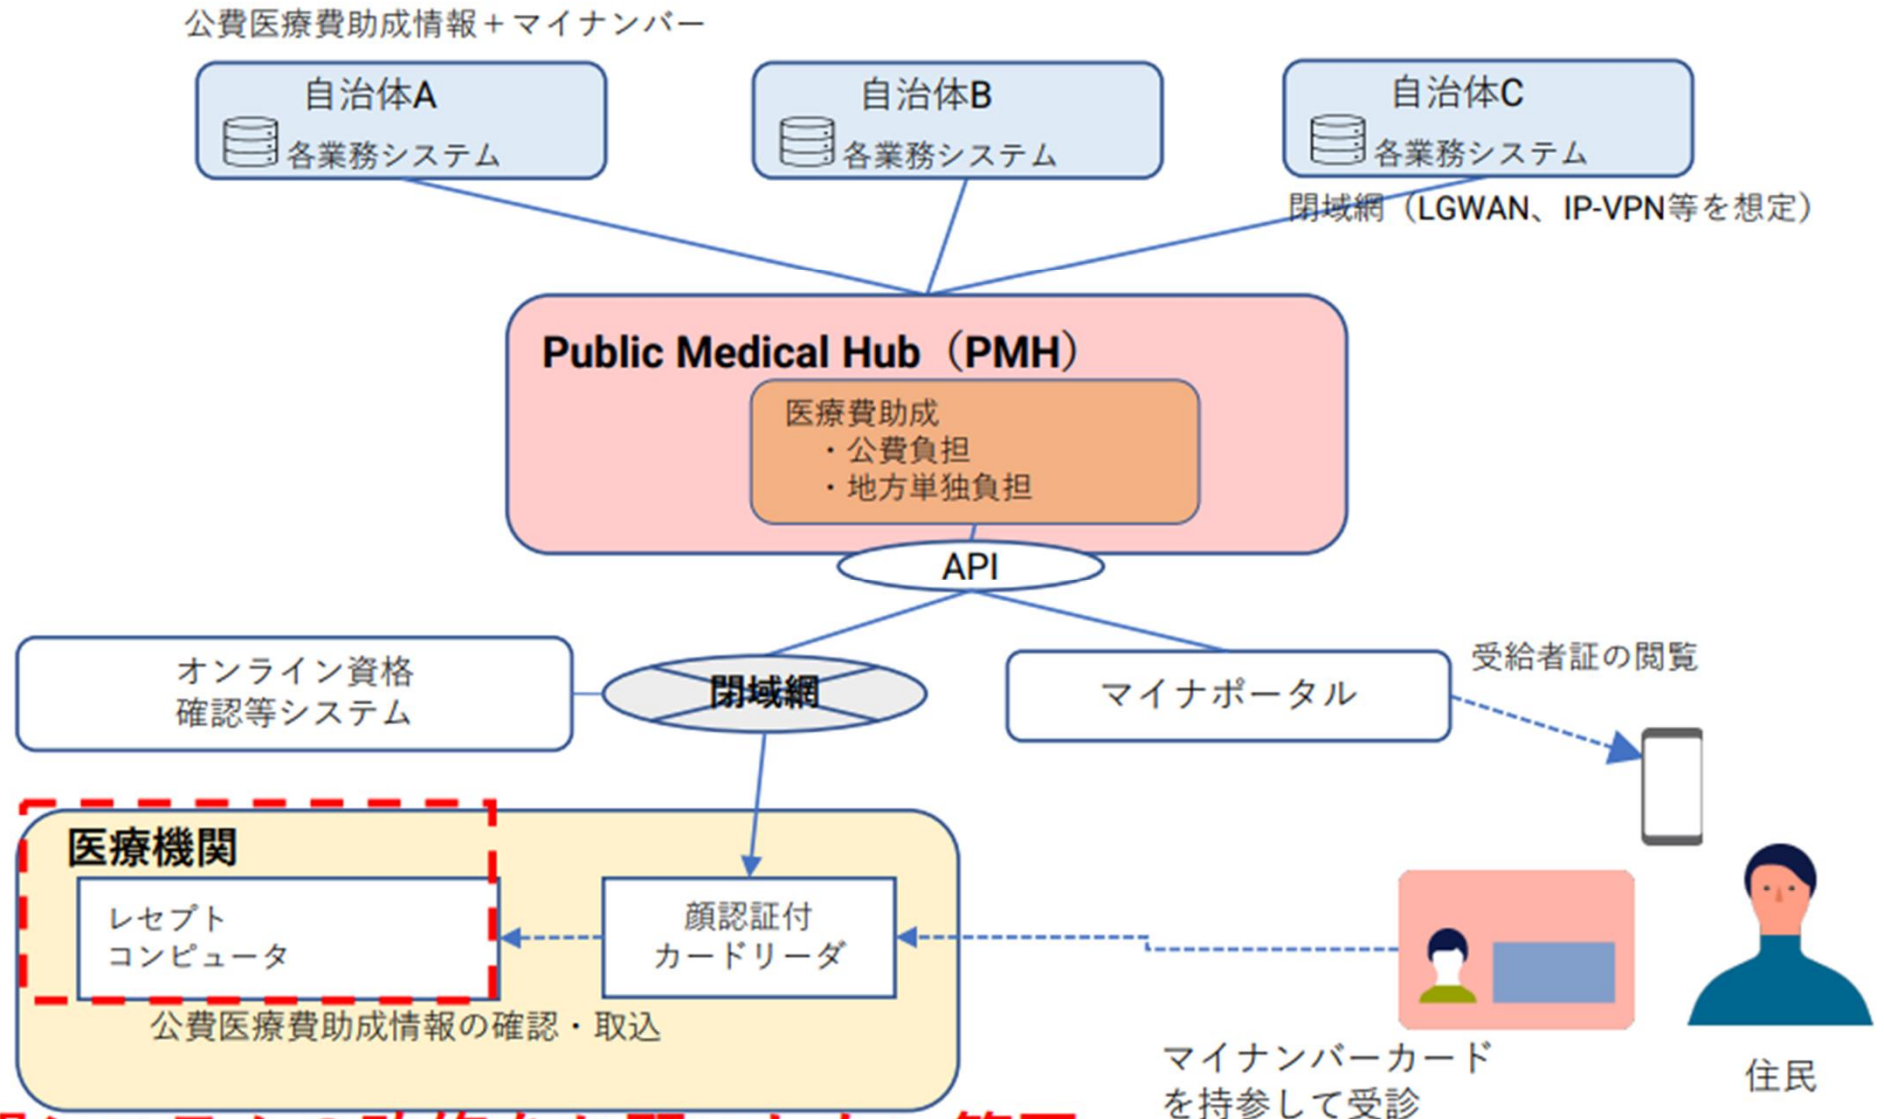 公費医療費助成情報＋マイナンバー
自治体A
各業務システム
自治体B
各業務システム
自治体C
各業務システム
閉域網（LGWAN、IP-VPN等を想定）
Public Medical Hub（PMH）
医療費助成
・公費負担
・地方単独負担
API
オンライン資格
確認等システム
閉域網
マイナポータル
受給者証の閲覧
医療機関
レセプト
コンピュータ
顔認証付
カードリーダ
公費医療費助成情報の確認・取込
マイナンバーカード
を持参して受診
住民